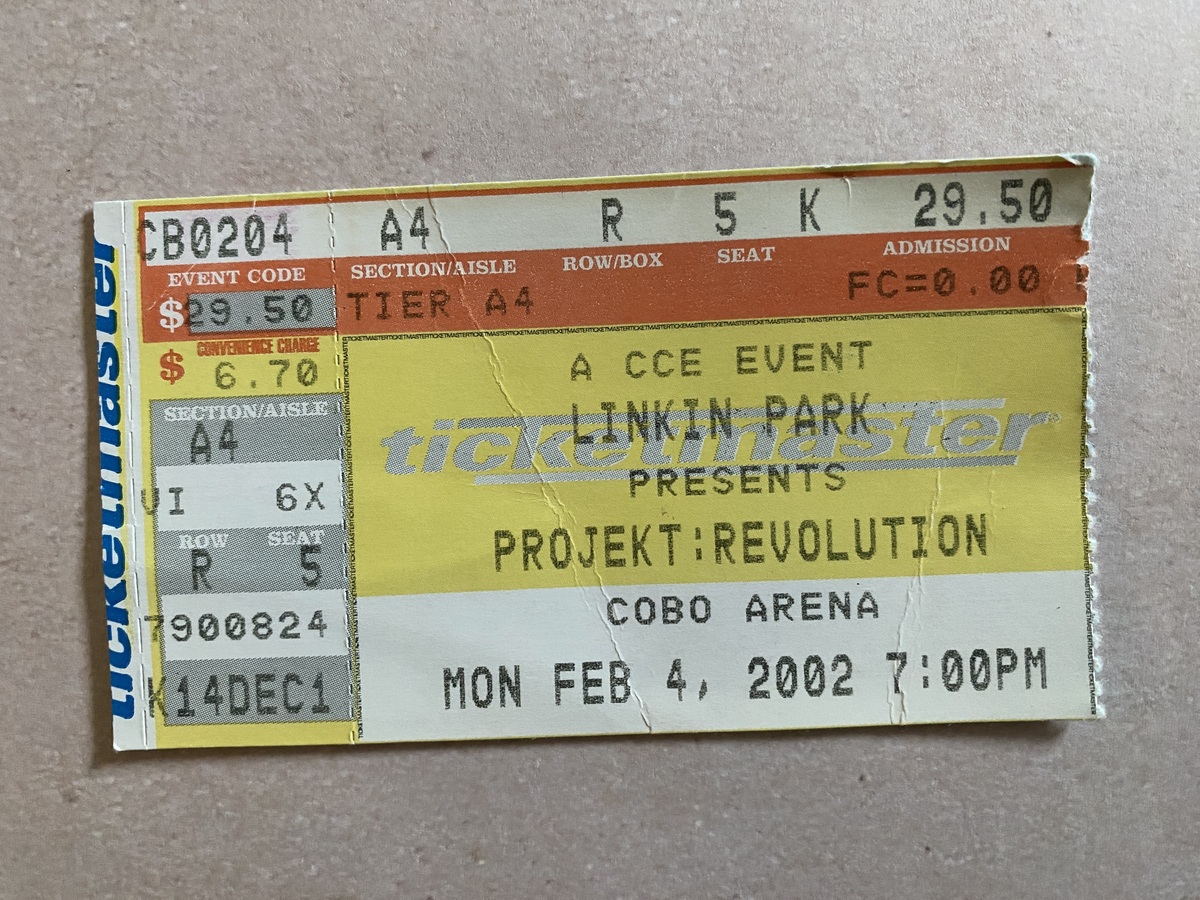 ticketmaster
CB0204 A4 R 5 K 29.50
EVENT CODE SECTION/AISLE ROW/BOX SEAT ADMISSION
$29.50 TIER A4 FC=0.00
CONVENIENCE CHARGE
$ 6.70
SECTION/AISLE
A4
VI 6X
ROW SEAT
R 5
7900824
K14DEC1
A CCE EVENT
LINKIN PARK
ticketmaster
PRESENTS
PROJEKT:REVOLUTION
COBO ARENA
MON FEB 4, 2002 7:00PM